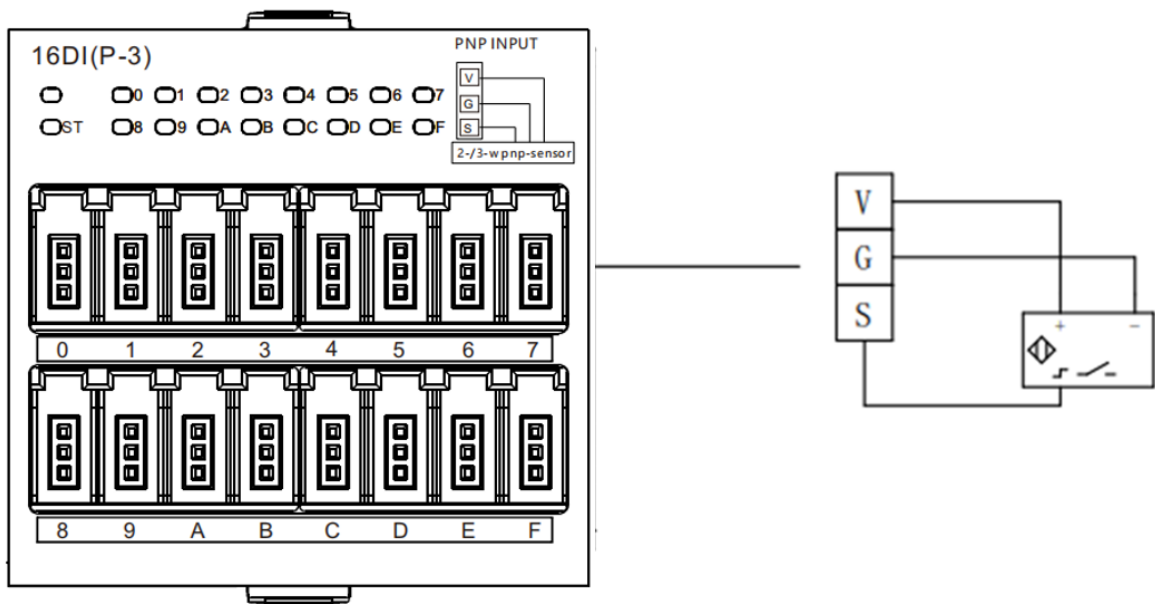 16DI(P-3)
PNP INPUT
0 1 2 3 4 5 6 7
ST 8 9 A B C D E F
V
G
S
2-/3-wpnp-sensor
0 1 2 3 4 5 6 7
8 9 A B C D E F
V
G
S
+ -